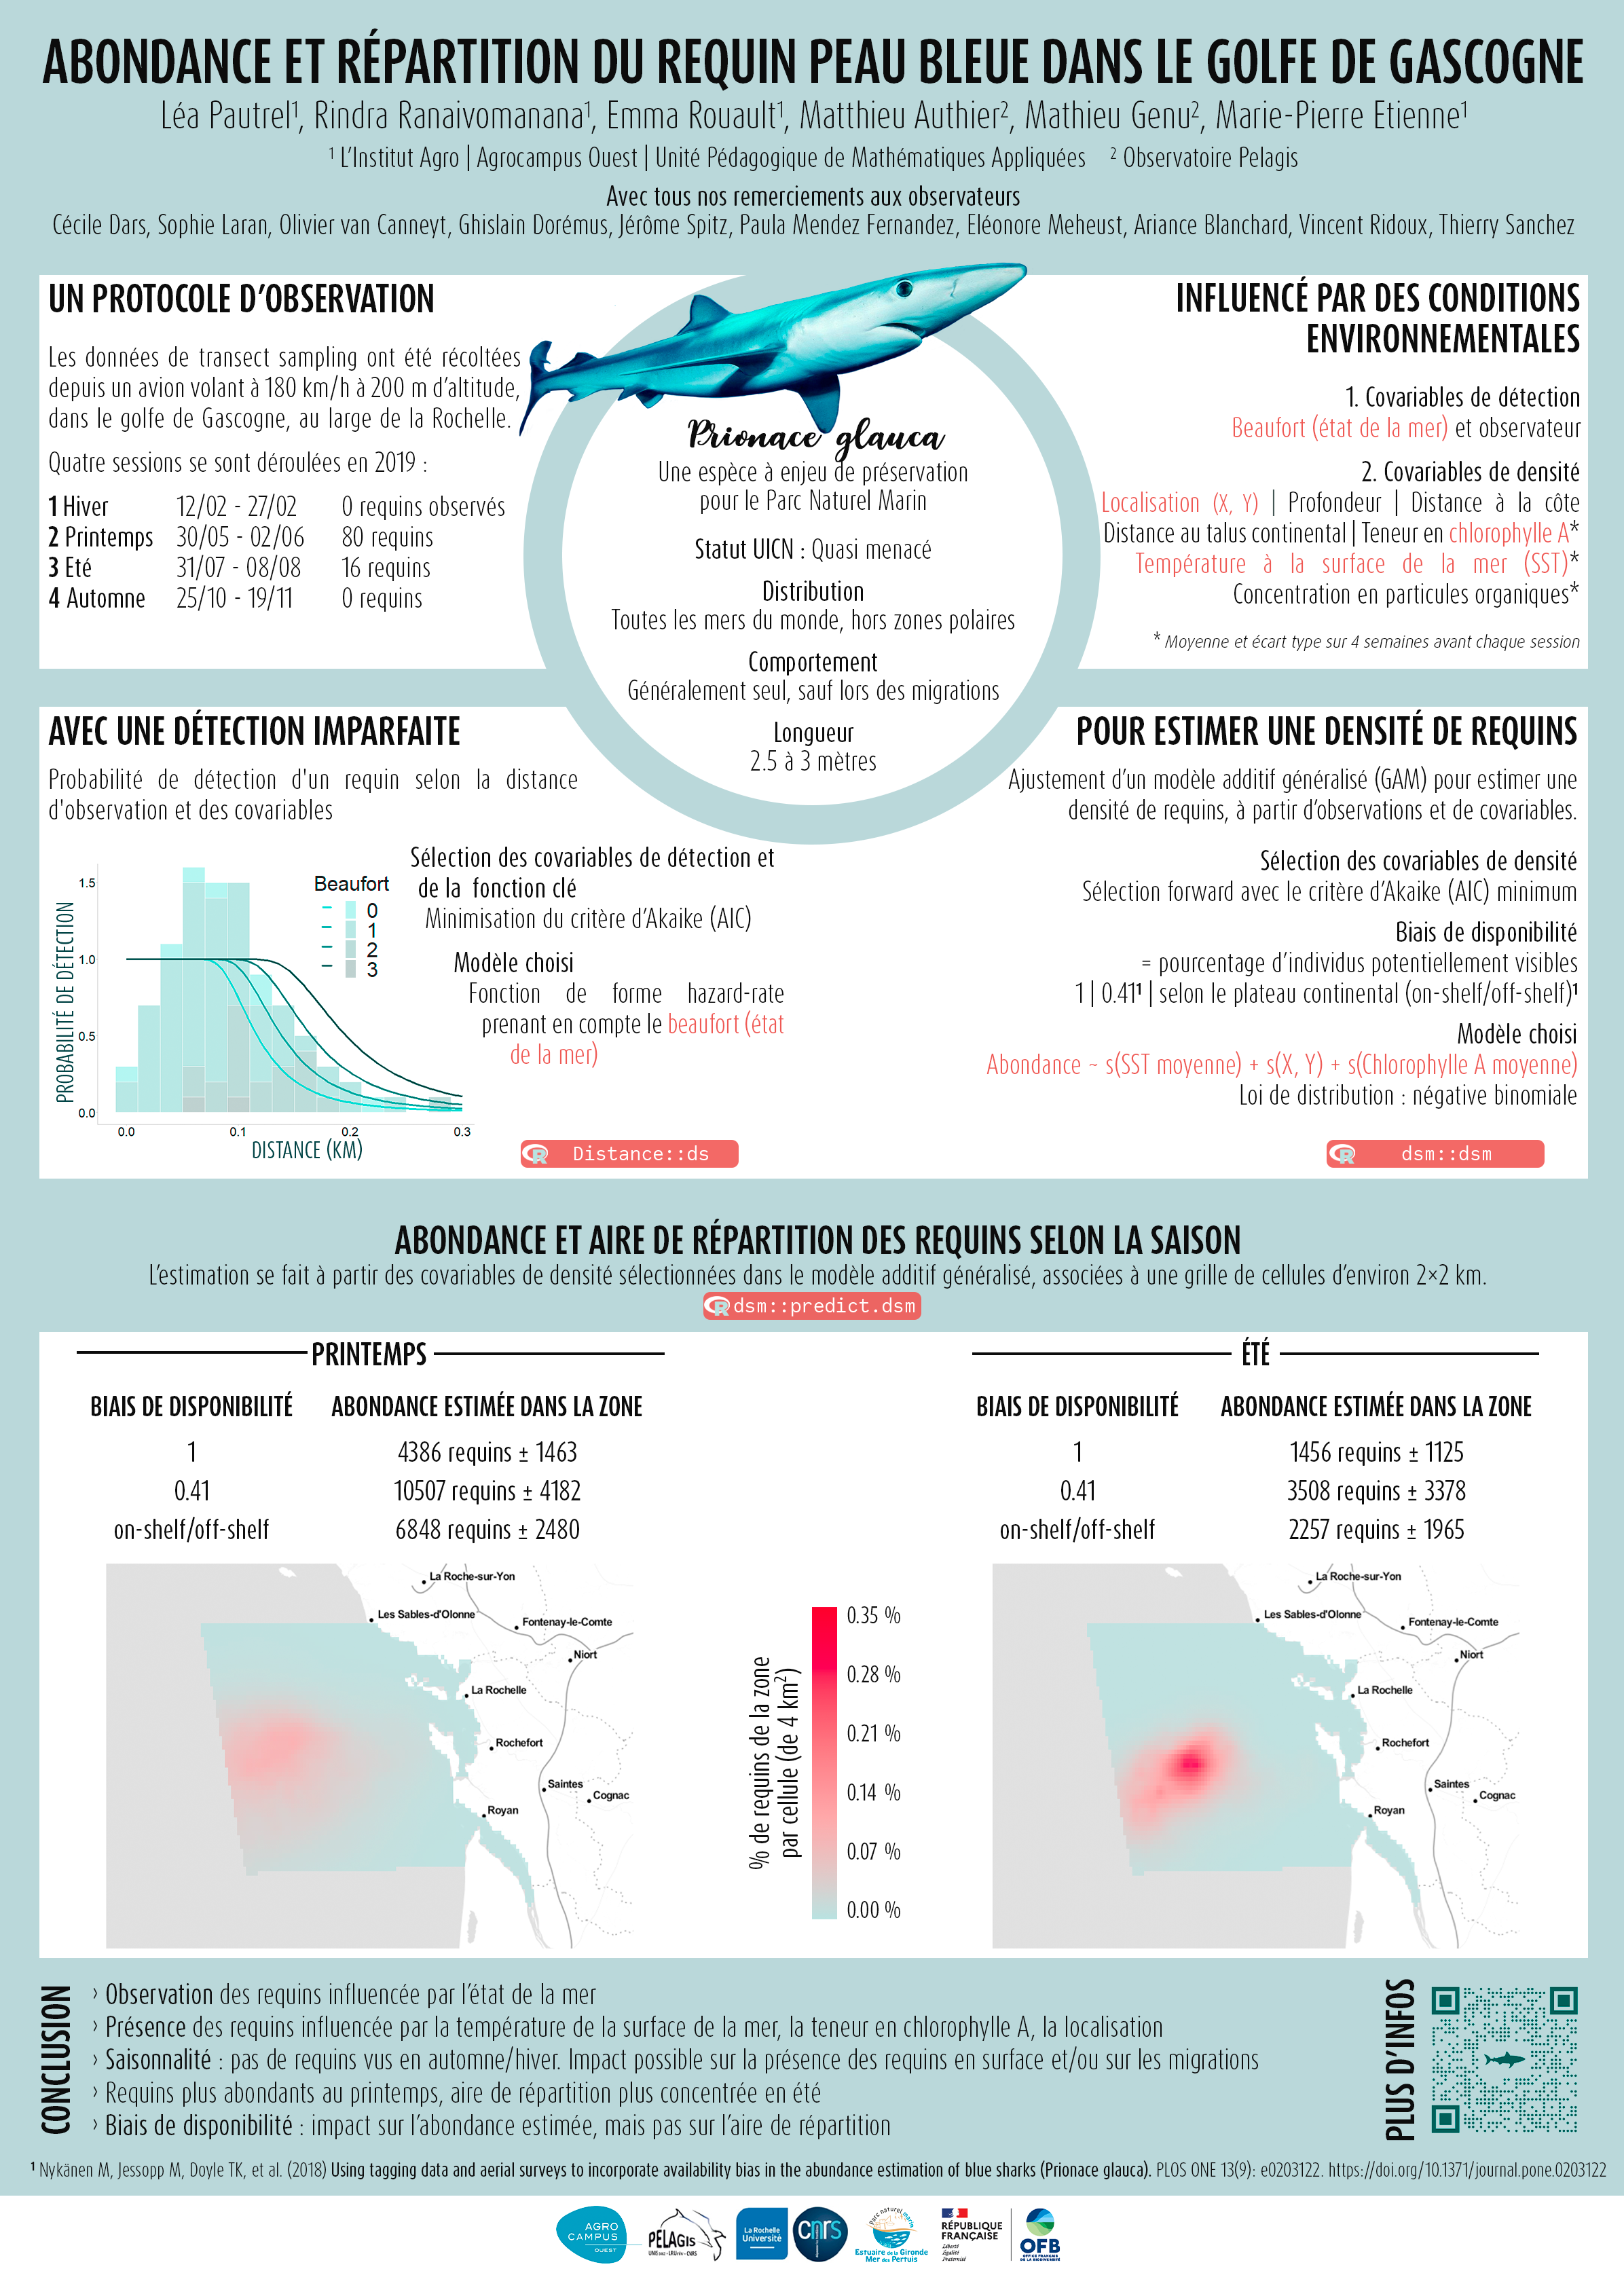 ABONDANCE ET RÉPARTITION DU REQUIN PEAU BLEUE DANS LE GOLFE DE GASCOGNE
Léa Pautrel¹, Rindra Ranaivomanana¹, Emma Rouault¹, Matthieu Authier², Mathieu Genu², Marie-Pierre Etienne¹
¹ L'Institut Agro | Agrocampus Ouest | Unité Pédagogique de Mathématiques Appliquées ² Observatoire Pelagis
Avec tous nos remerciements aux observateurs
Cécile Dars, Sophie Laran, Olivier van Canneyt, Ghislain Dorémus, Jérôme Spitz, Paula Mendez Fernandez, Eléonore Meheust, Ariance Blanchard, Vincent Ridoux, Thierry Sanchez
UN PROTOCOLE D'OBSERVATION
Les données de transect sampling ont été récoltées
depuis un avion volant à 180 km/h à 200 m d'altitude,
dans le golfe de Gascogne, au large de la Rochelle.
Quatre sessions se sont déroulées en 2019 :
1 Hiver 12/02 - 27/02 0 requins observés
2 Printemps 30/05 - 02/06 80 requins
3 Eté 31/07 - 08/08 16 requins
4 Automne 25/10 - 19/11 0 requins
Prionace glauca
Une espèce à enjeu de préservation
pour le Parc Naturel Marin
Statut UICN : Quasi menacé
Distribution
Toutes les mers du monde, hors zones polaires
Comportement
Généralement seul, sauf lors des migrations
Longueur
2.5 à 3 mètres
INFLUENCÉ PAR DES CONDITIONS
ENVIRONNEMENTALES
1. Covariables de détection
Beaufort (état de la mer) et observateur
2. Covariables de densité
Localisation (X, Y) | Profondeur | Distance à la côte
Distance au talus continental | Teneur en chlorophylle A*
Température à la surface de la mer (SST)*
Concentration en particules organiques*
* Moyenne et écart type sur 4 semaines avant chaque session
AVEC UNE DÉTECTION IMPARFAITE
Probabilité de détection d'un requin selon la distance
d'observation et des covariables
PROBABILITÉ DE DÉTECTION
1.5
1.0
0.5
0.0
0.0 0.1 0.2 0.3
DISTANCE (KM)
Beaufort
0
1
2
3
Sélection des covariables de détection et
de la fonction clé
Minimisation du critère d'Akaike (AIC)
Modèle choisi
Fonction de forme hazard-rate
prenant en compte le beaufort (état
de la mer)
R Distance::ds
POUR ESTIMER UNE DENSITÉ DE REQUINS
Ajustement d'un modèle additif généralisé (GAM) pour estimer une
densité de requins, à partir d'observations et de covariables.
Sélection des covariables de densité
Sélection forward avec le critère d'Akaike (AIC) minimum
Biais de disponibilité
= pourcentage d'individus potentiellement visibles
1 | 0.41¹ | selon le plateau continental (on-shelf/off-shelf)¹
Modèle choisi
Abondance ~ s(SST moyenne) + s(X, Y) + s(Chlorophylle A moyenne)
Loi de distribution : négative binomiale
R dsm::dsm
ABONDANCE ET AIRE DE RÉPARTITION DES REQUINS SELON LA SAISON
L'estimation se fait à partir des covariables de densité sélectionnées dans le modèle additif généralisé, associées à une grille de cellules d'environ 2×2 km.
R dsm::predict.dsm
PRINTEMPS
BIAIS DE DISPONIBILITÉ ABONDANCE ESTIMÉE DANS LA ZONE
1 4386 requins ± 1463
0.41 10507 requins ± 4182
on-shelf/off-shelf 6848 requins ± 2480
La Roche-sur-Yon
Les Sables-d'Olonne
Fontenay-le-Comte
Niort
La Rochelle
Rochefort
Saintes
Cognac
Royan
% de requins de la zone
par cellule (de 4 km²)
0.35 %
0.28 %
0.21 %
0.14 %
0.07 %
0.00 %
ÉTÉ
BIAIS DE DISPONIBILITÉ ABONDANCE ESTIMÉE DANS LA ZONE
1 1456 requins ± 1125
0.41 3508 requins ± 3378
on-shelf/off-shelf 2257 requins ± 1965
La Roche-sur-Yon
Les Sables-d'Olonne
Fontenay-le-Comte
Niort
La Rochelle
Rochefort
Saintes
Cognac
Royan
CONCLUSION
› Observation des requins influencée par l'état de la mer
› Présence des requins influencée par la température de la surface de la mer, la teneur en chlorophylle A, la localisation
› Saisonnalité : pas de requins vus en automne/hiver. Impact possible sur la présence des requins en surface et/ou sur les migrations
› Requins plus abondants au printemps, aire de répartition plus concentrée en été
› Biais de disponibilité : impact sur l'abondance estimée, mais pas sur l'aire de répartition
PLUS D'INFOS
¹ Nykänen M, Jessopp M, Doyle TK, et al. (2018) Using tagging data and aerial surveys to incorporate availability bias in the abundance estimation of blue sharks (Prionace glauca). PLOS ONE 13(9): e0203122. https://doi.org/10.1371/journal.pone.0203122
AGRO
CAMPUS
OUEST
PELAGIS
La Rochelle
Université
cnrs
Parc naturel marin
Estuaire de la Gironde
Mer des Pertuis
RÉPUBLIQUE
FRANÇAISE
Liberté
Égalité
Fraternité
OFB
OFFICE FRANÇAIS
DE LA BIODIVERSITÉ